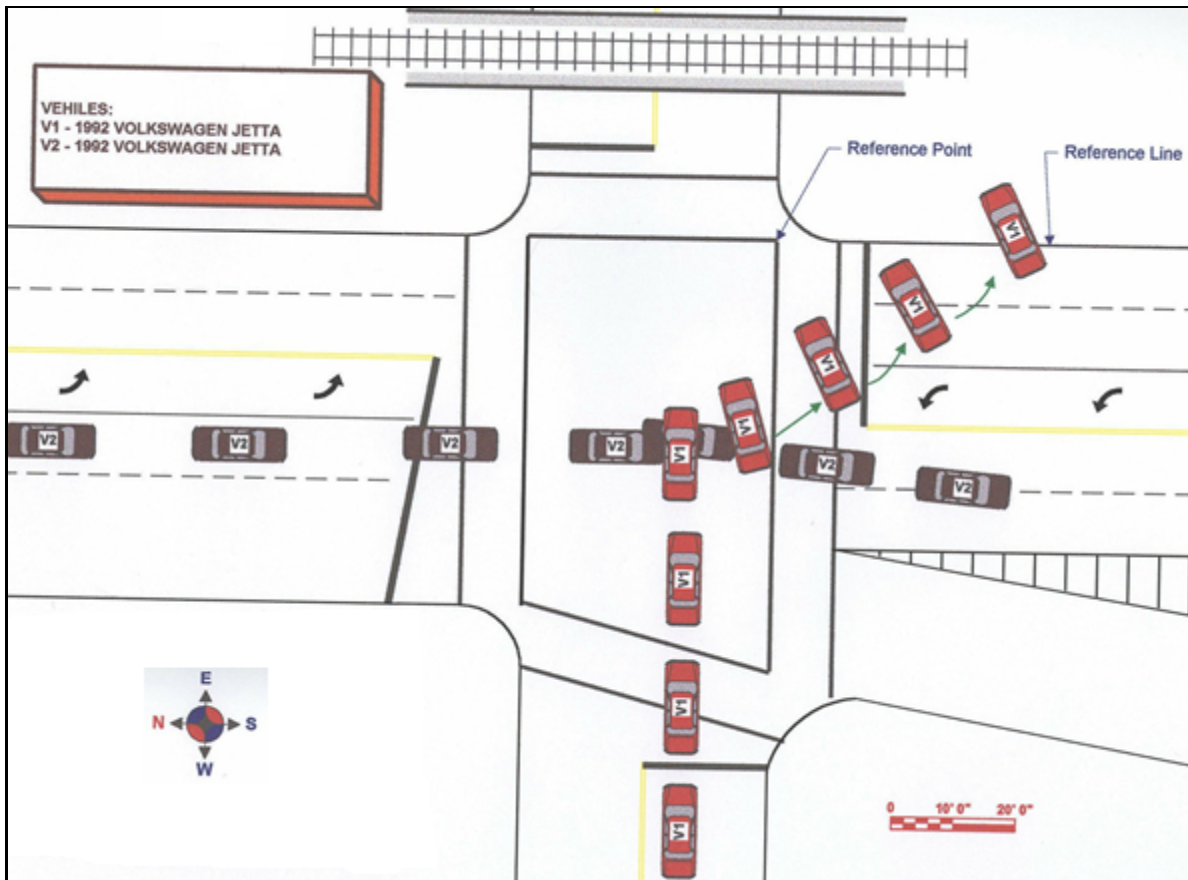 VEHILES:
V1 - 1992 VOLKSWAGEN JETTA
V2 - 1992 VOLKSWAGEN JETTA
Reference Point
Reference Line
V1
V1
V1
V1
V2
V2
V2
V2
V1
V2
V2
V1
V1
V1
E
N
S
W
0
10' 0"
20' 0"